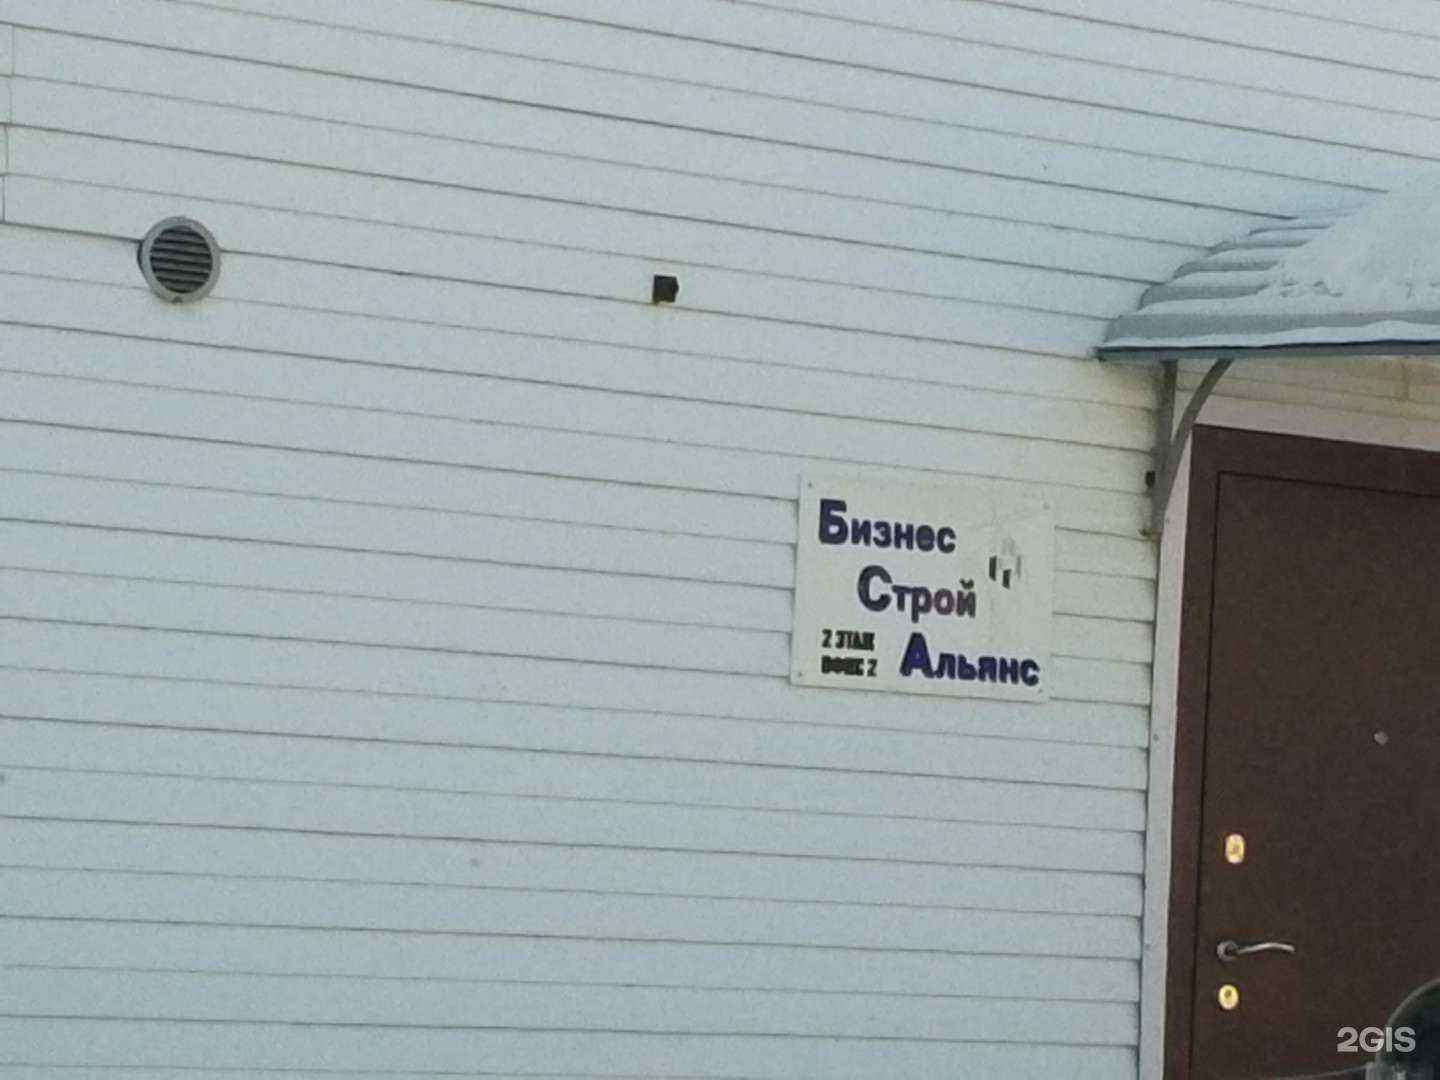 Бизнес
Строй
Альянс
2 ЭТАЖ
ОФИС 2
2GIS